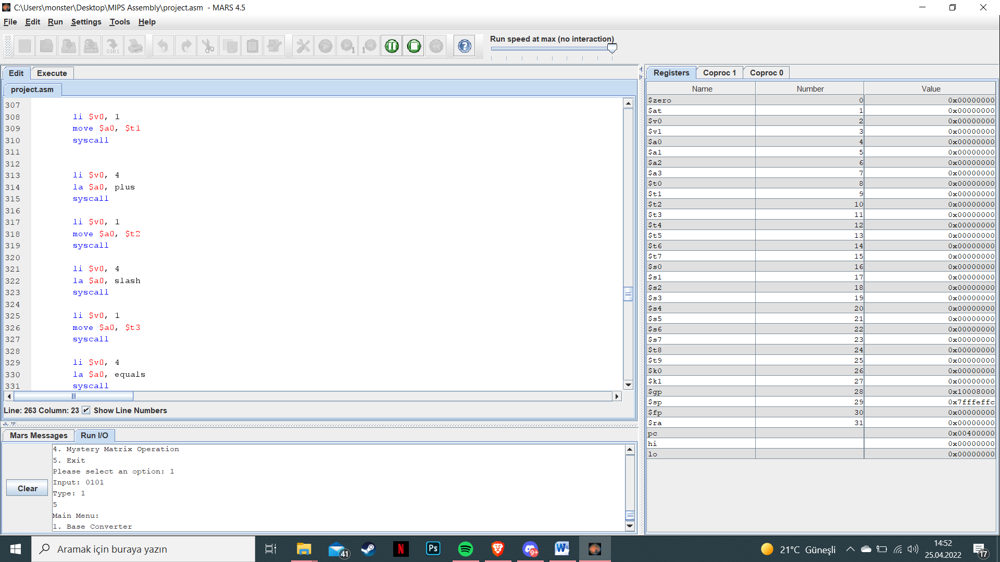 C:\Users\monster\Desktop\MIPS Assembly\project.asm - MARS 4.5
File Edit Run Settings Tools Help
Run speed at max (no interaction)
0101
1
1
Edit Execute
project.asm
307
308 li $v0, 1
309 move $a0, $t1
310 syscall
311
312
313 li $v0, 4
314 la $a0, plus
315 syscall
316
317 li $v0, 1
318 move $a0, $t2
319 syscall
320
321 li $v0, 4
322 la $a0, slash
323 syscall
324
325 li $v0, 1
326 move $a0, $t3
327 syscall
328
329 li $v0, 4
330 la $a0, equals
331 syscall
Line: 263 Column: 23 Show Line Numbers
Mars Messages Run I/O
Clear
4. Mystery Matrix Operation
5. Exit
Please select an option: 1
Input: 0101
Type: 1
5
Main Menu:
1. Base Converter
Registers Coproc 1 Coproc 0
Name Number Value
$zero 0 0x00000000
$at 1 0x00000000
$v0 2 0x00000000
$v1 3 0x00000000
$a0 4 0x00000000
$a1 5 0x00000000
$a2 6 0x00000000
$a3 7 0x00000000
$t0 8 0x00000000
$t1 9 0x00000000
$t2 10 0x00000000
$t3 11 0x00000000
$t4 12 0x00000000
$t5 13 0x00000000
$t6 14 0x00000000
$t7 15 0x00000000
$s0 16 0x00000000
$s1 17 0x00000000
$s2 18 0x00000000
$s3 19 0x00000000
$s4 20 0x00000000
$s5 21 0x00000000
$s6 22 0x00000000
$s7 23 0x00000000
$t8 24 0x00000000
$t9 25 0x00000000
$k0 26 0x00000000
$k1 27 0x00000000
$gp 28 0x10008000
$sp 29 0x7fffeffc
$fp 30 0x00000000
$ra 31 0x00000000
pc 0x00400000
hi 0x00000000
lo 0x00000000
Aramak için buraya yazın
41
N
Ps
9+
W
21°C Güneşli
14:52
25.04.2022
17